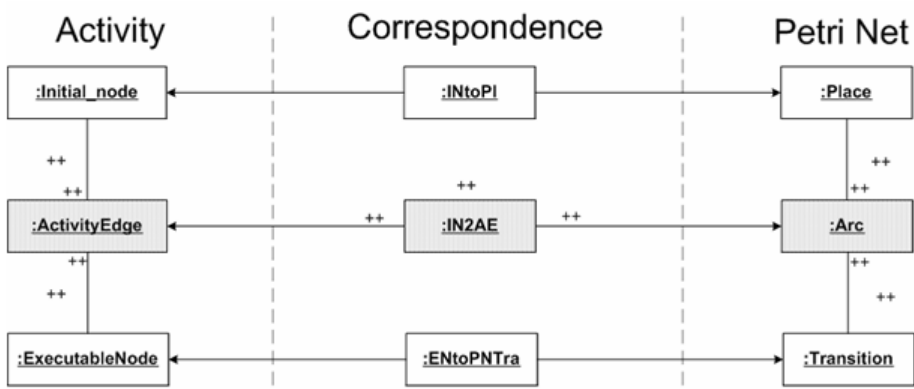 Activity
Correspondence
Petri Net
:Initial_node
:INtoPl
:Place
++
++
++
++
++
:ActivityEdge
++
:IN2AE
++
:Arc
++
++
++
++
:ExecutableNode
:ENtoPNTra
:Transition